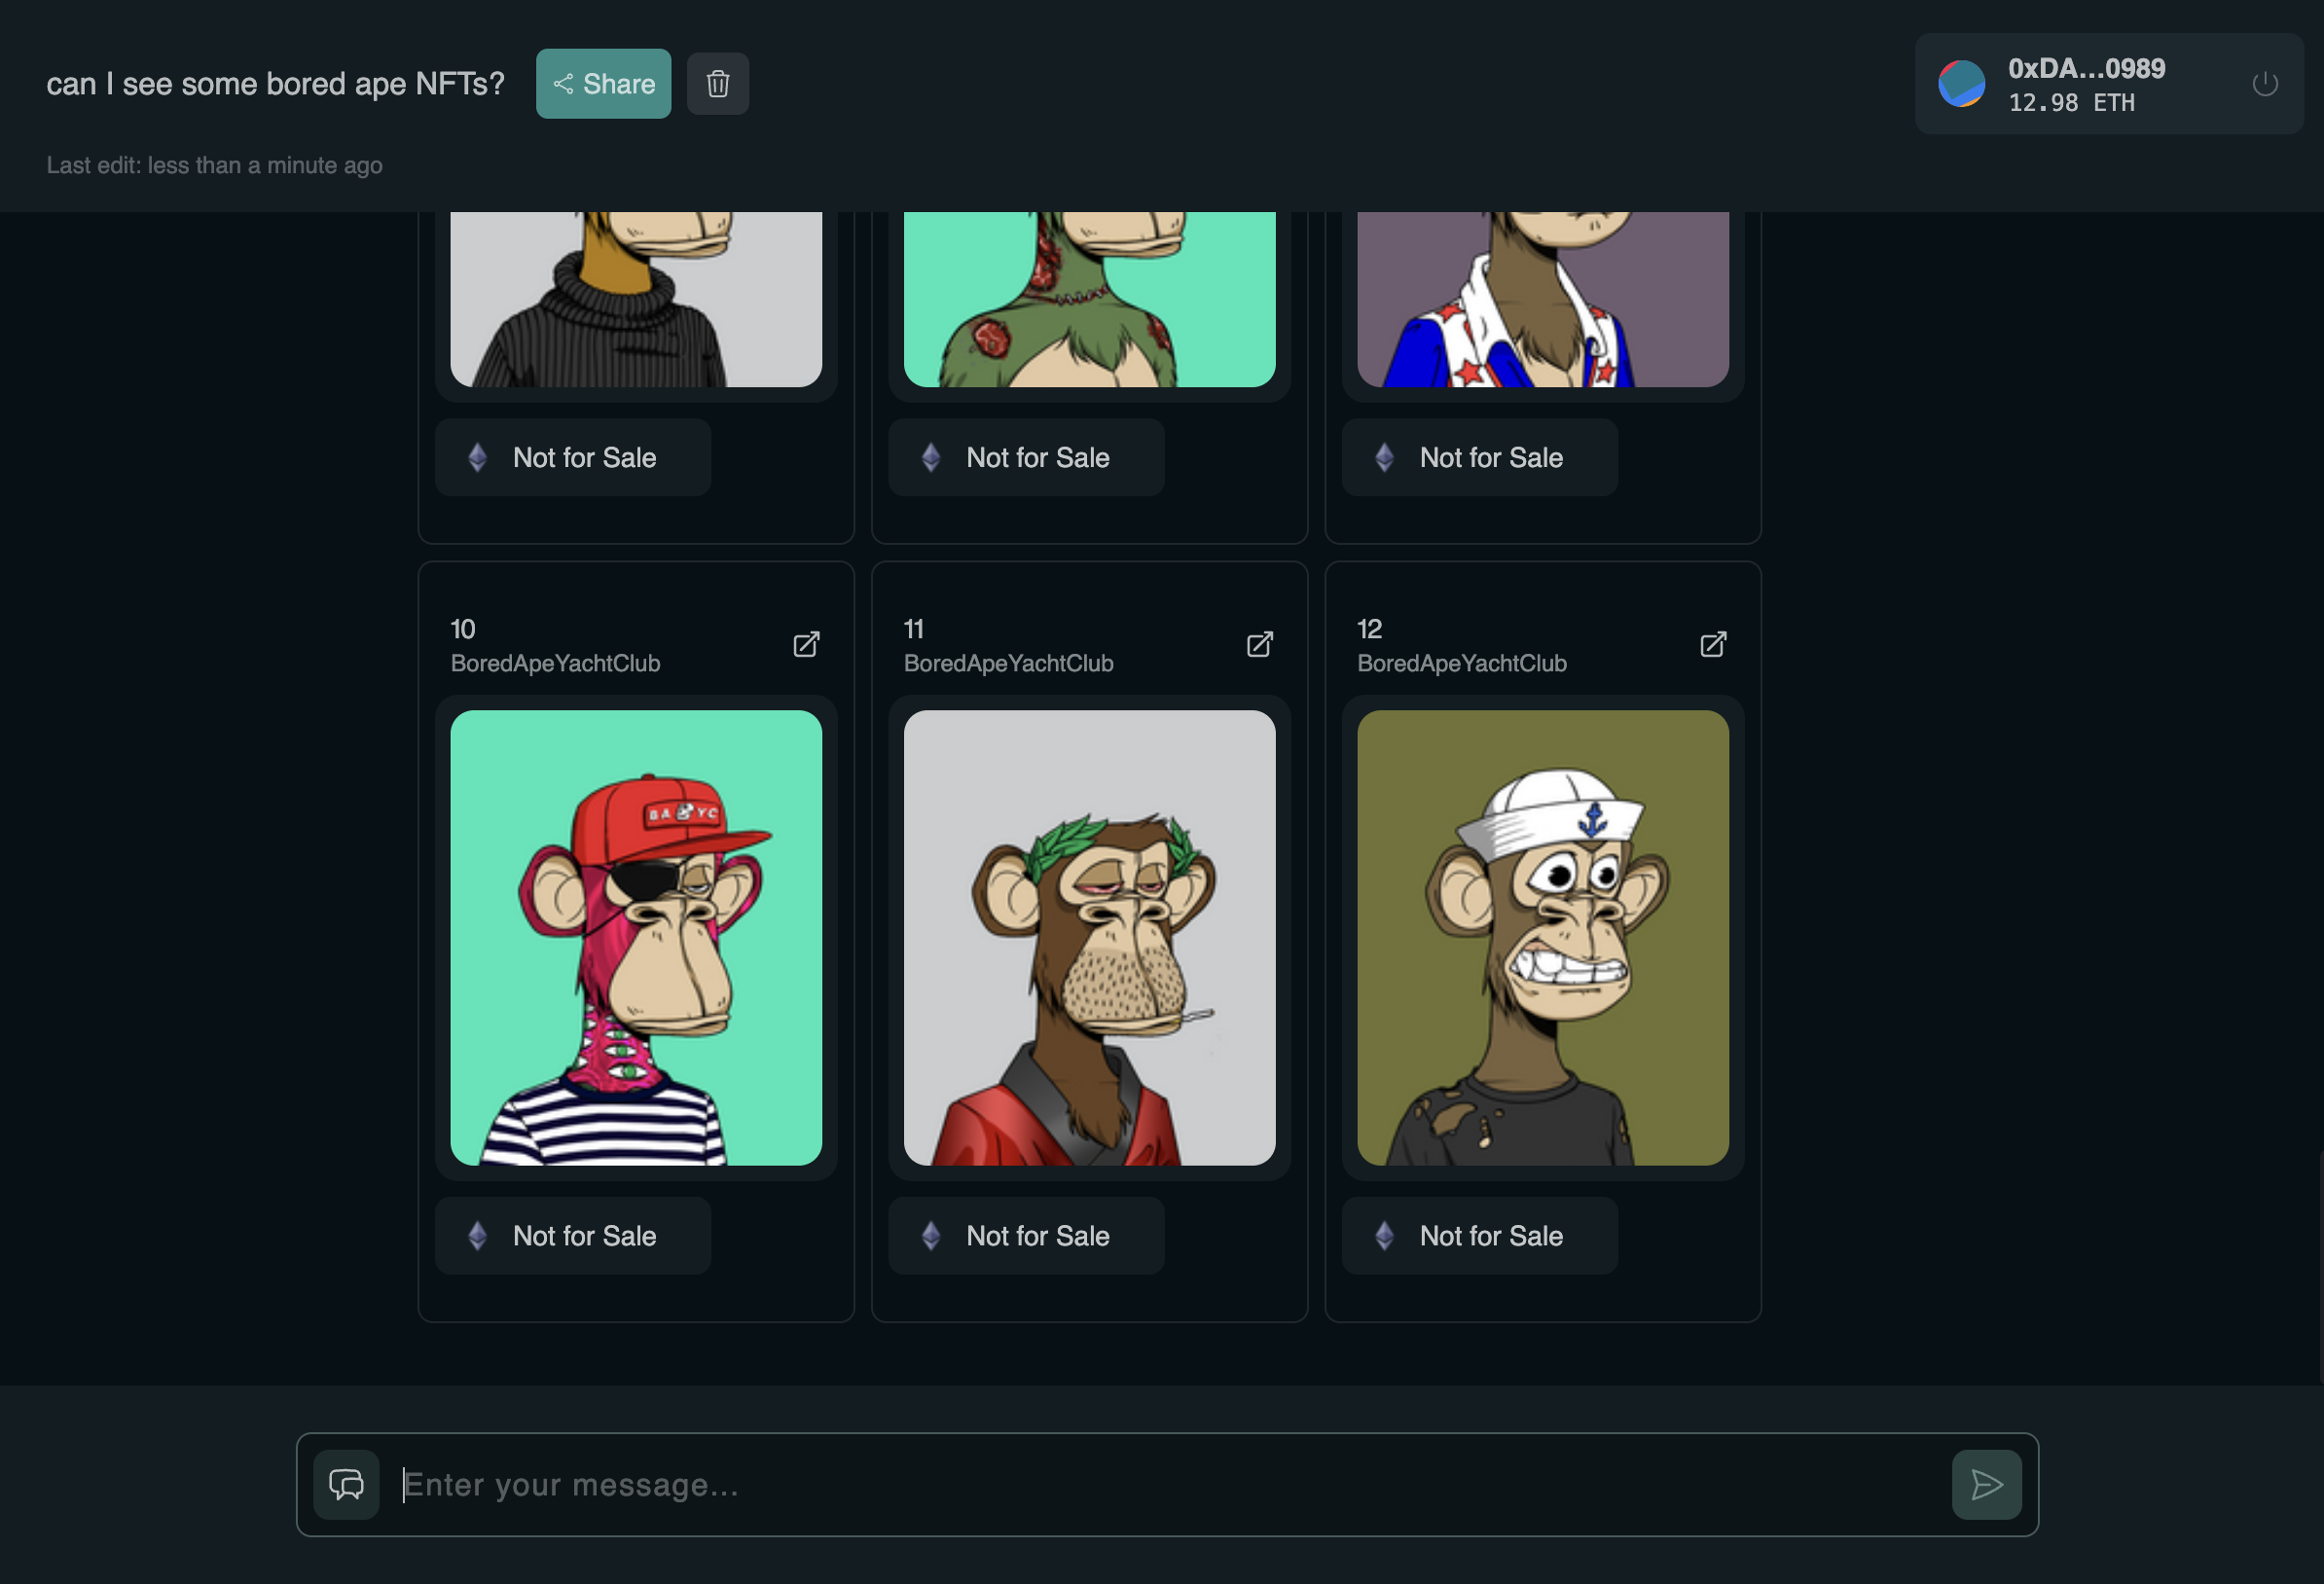 can I see some bored ape NFTs?
Share
0xDA...0989
12.98 ETH
Last edit: less than a minute ago
Not for Sale
Not for Sale
Not for Sale
10
BoredApeYachtClub
11
BoredApeYachtClub
12
BoredApeYachtClub
BA YC
Not for Sale
Not for Sale
Not for Sale
Enter your message...